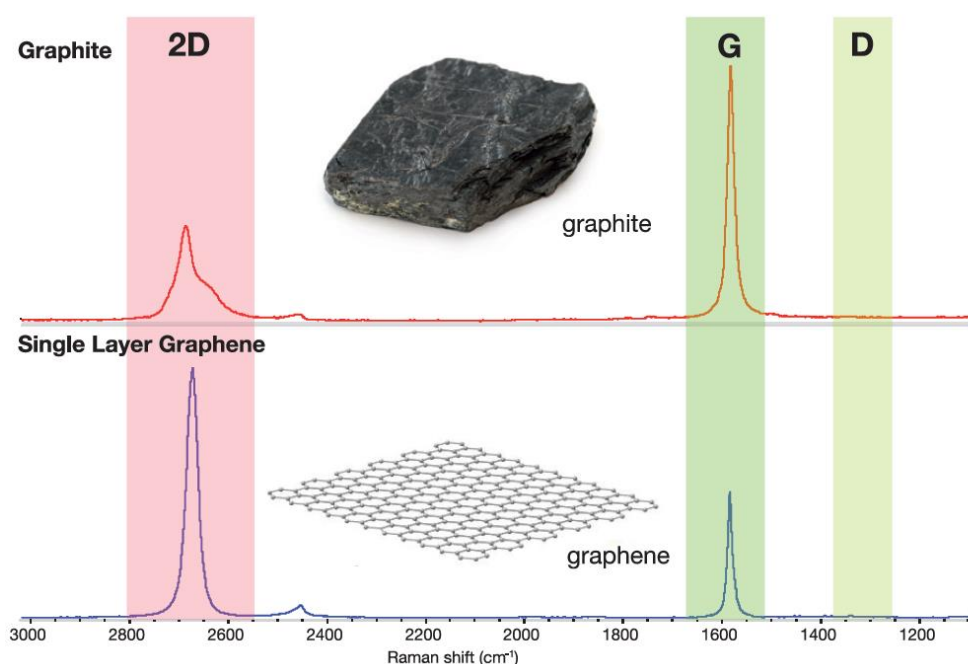 Graphite 2D G D
graphite
Single Layer Graphene
graphene
3000 2800 2600 2400 2200 2000 1800 1600 1400 1200
Raman shift (cm⁻¹)